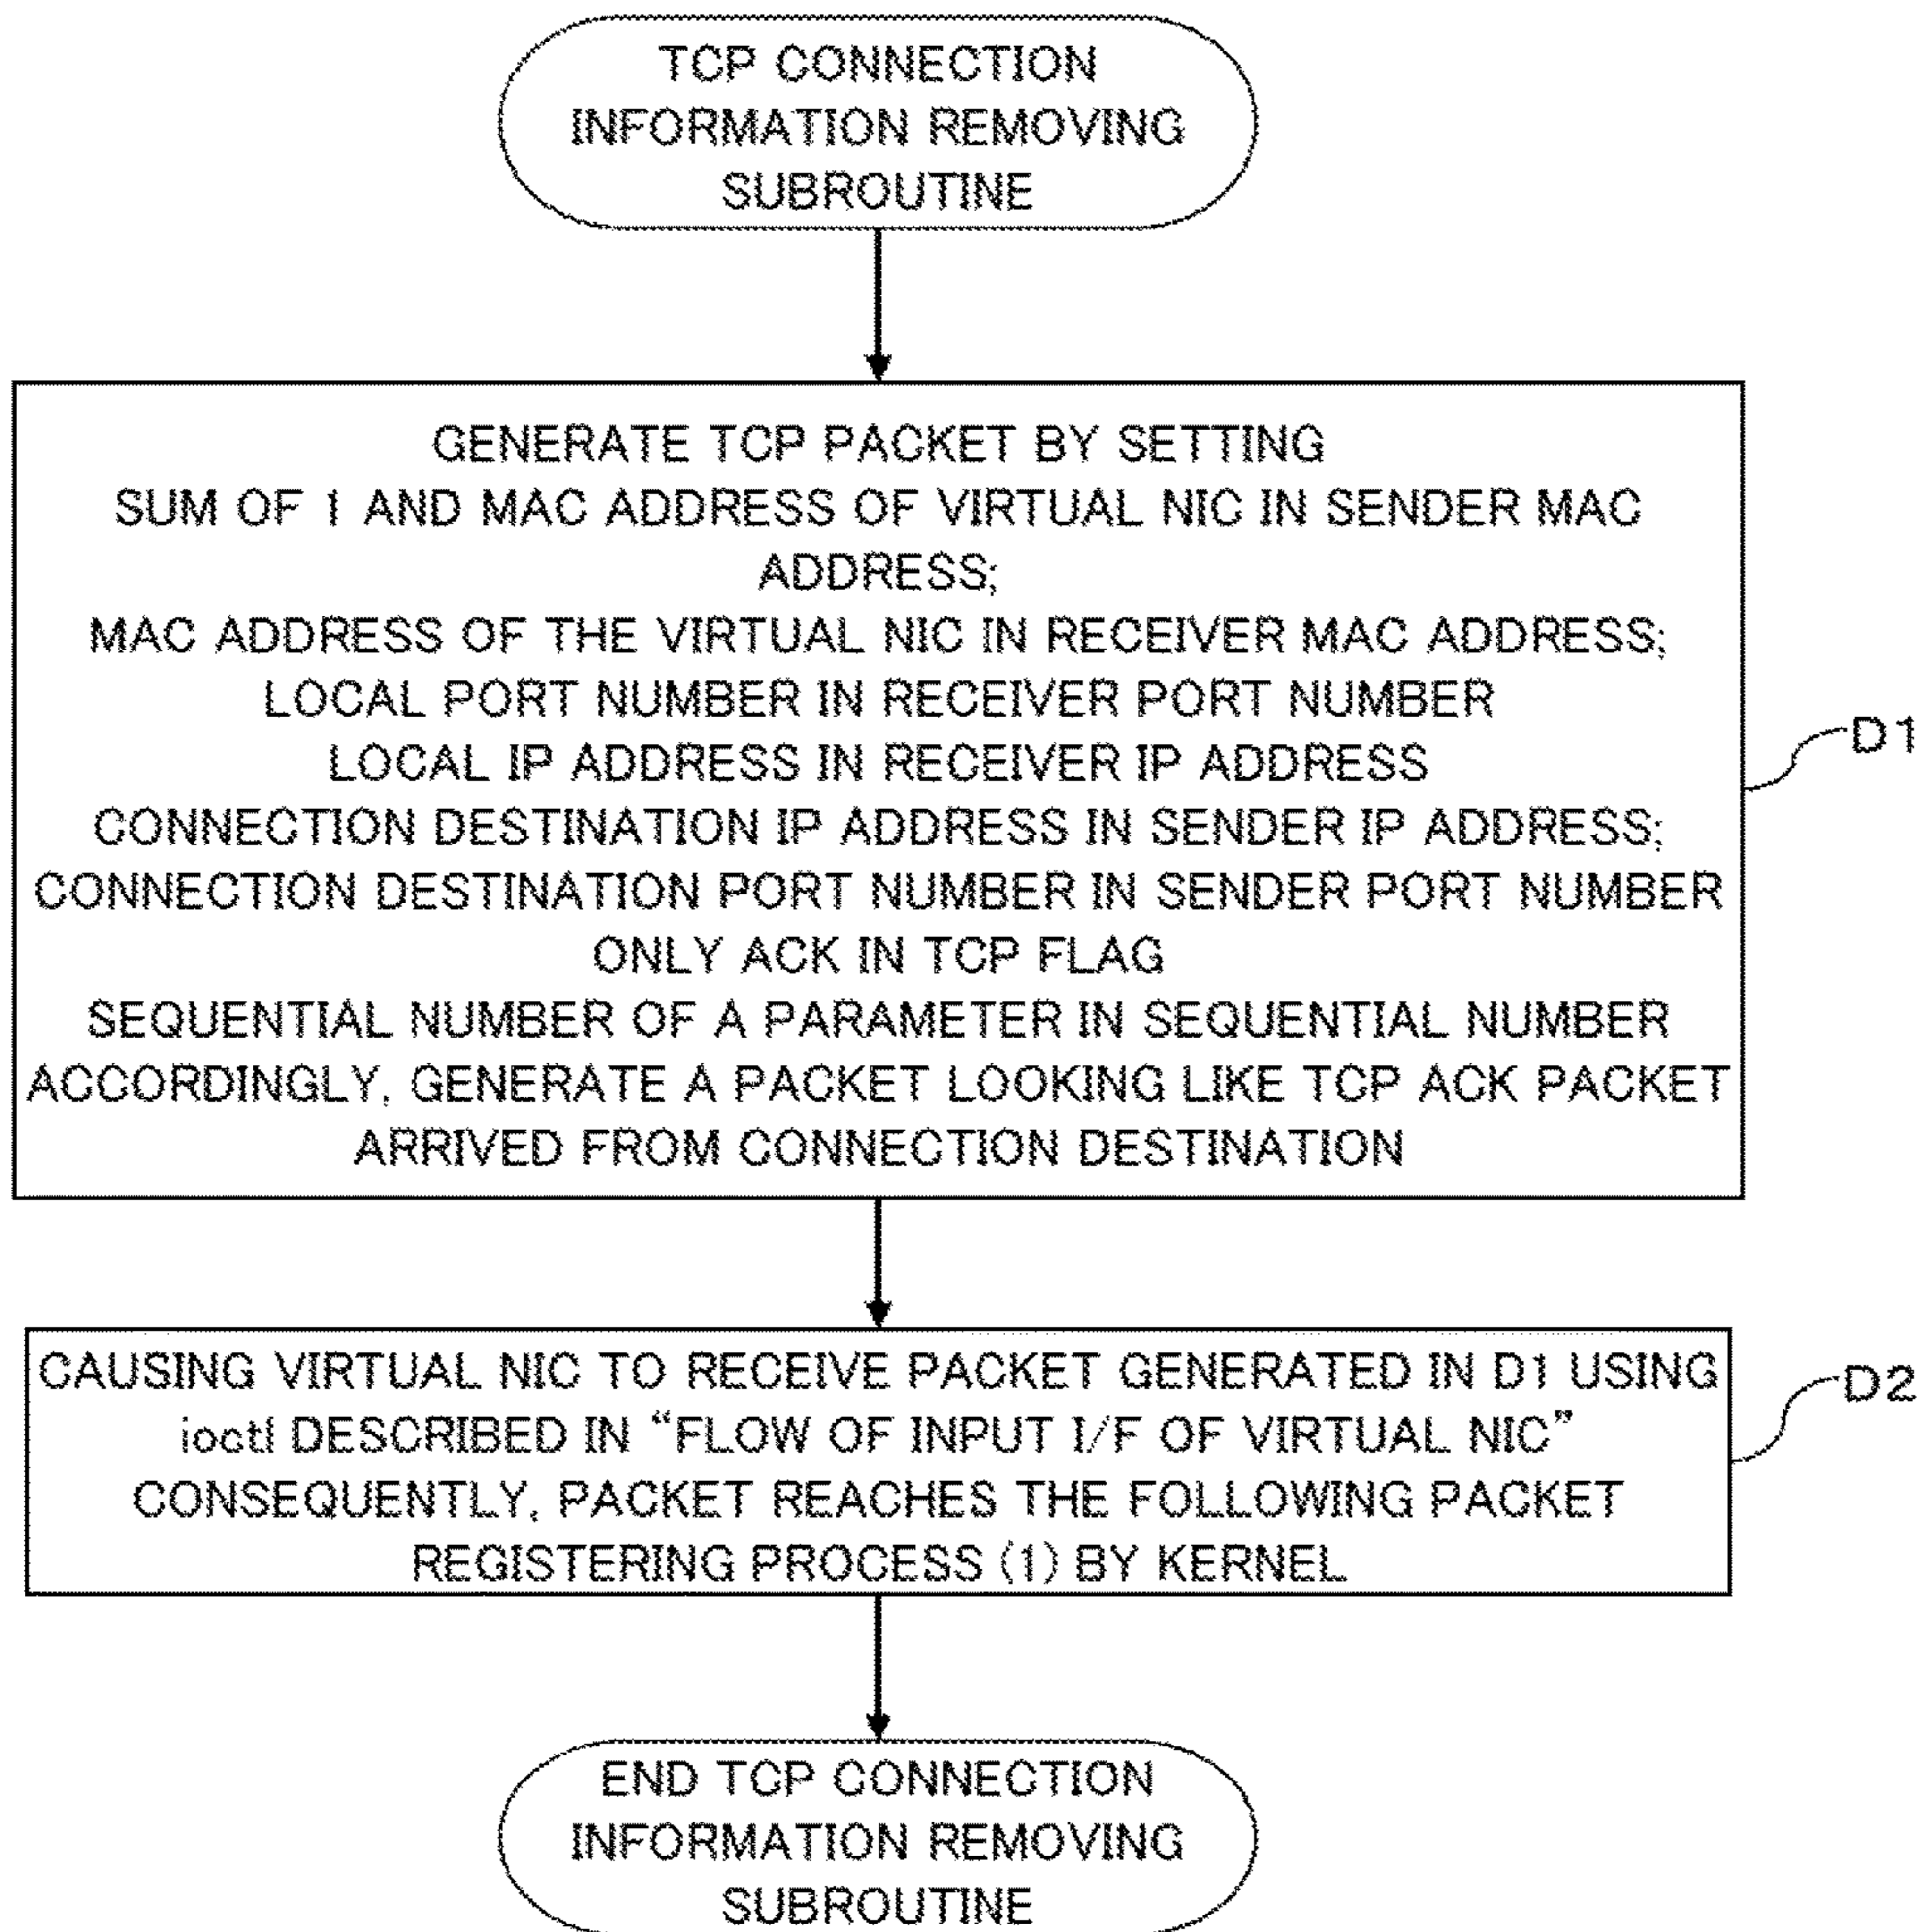 TCP CONNECTION
INFORMATION REMOVING
SUBROUTINE
GENERATE TCP PACKET BY SETTING
SUM OF 1 AND MAC ADDRESS OF VIRTUAL NIC IN SENDER MAC
ADDRESS;
MAC ADDRESS OF THE VIRTUAL NIC IN RECEIVER MAC ADDRESS;
LOCAL PORT NUMBER IN RECEIVER PORT NUMBER
LOCAL IP ADDRESS IN RECEIVER IP ADDRESS
CONNECTION DESTINATION IP ADDRESS IN SENDER IP ADDRESS;
CONNECTION DESTINATION PORT NUMBER IN SENDER PORT NUMBER
ONLY ACK IN TCP FLAG
SEQUENTIAL NUMBER OF A PARAMETER IN SEQUENTIAL NUMBER
ACCORDINGLY, GENERATE A PACKET LOOKING LIKE TCP ACK PACKET
ARRIVED FROM CONNECTION DESTINATION
D1
CAUSING VIRTUAL NIC TO RECEIVE PACKET GENERATED IN D1 USING
ioctl DESCRIBED IN “FLOW OF INPUT I/F OF VIRTUAL NIC”
CONSEQUENTLY, PACKET REACHES THE FOLLOWING PACKET
REGISTERING PROCESS (1) BY KERNEL
D2
END TCP CONNECTION
INFORMATION REMOVING
SUBROUTINE